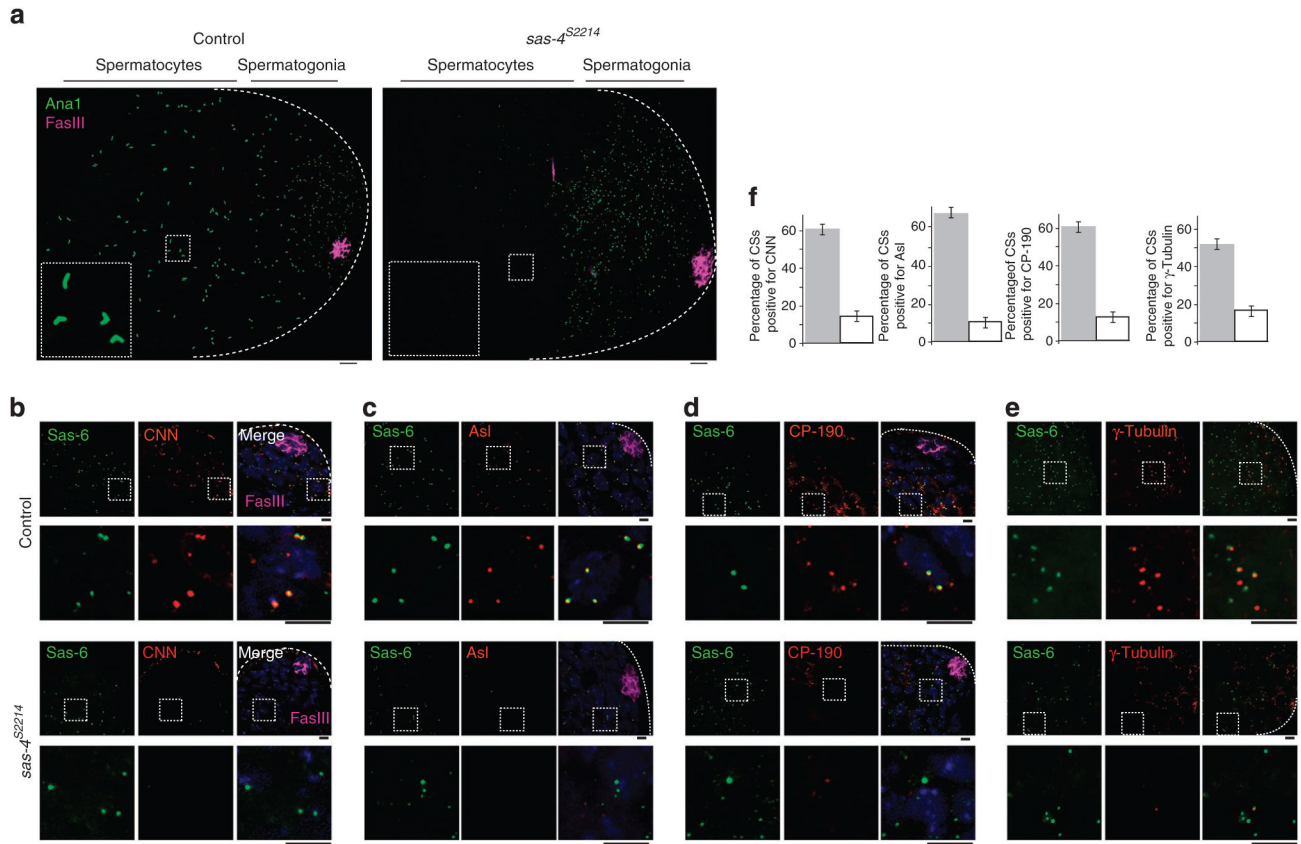 a
Control
sas-4^S2214
Spermatocytes Spermatogonia
Spermatocytes Spermatogonia
Ana1
FasIII
f
Percentage of CSs
positive for CNN
60
40
20
0
Percentage of CSs
positive for Asl
60
40
20
0
Percentageof CSs
positive for CP-190
60
40
20
0
Percentage of CSs
positive for γ-Tubulin
60
40
20
0
b
Control
Sas-6 CNN Merge
FasIII
sas-4^S2214
Sas-6 CNN Merge
FasIII
c
Sas-6 Asl
Sas-6 Asl
d
Sas-6 CP-190
Sas-6 CP-190
e
Sas-6 γ-Tubulin
Sas-6 γ-Tubulin